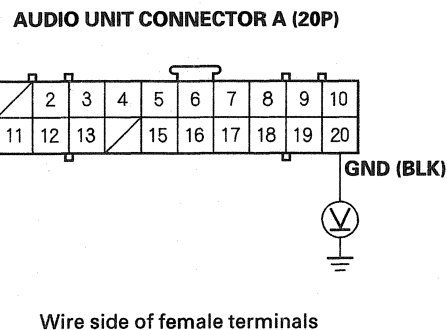 AUDIO UNIT CONNECTOR A (20P)
2 3 4 5 6 7 8 9 10
11 12 13 15 16 17 18 19 20
GND (BLK)
V
Wire side of female terminals